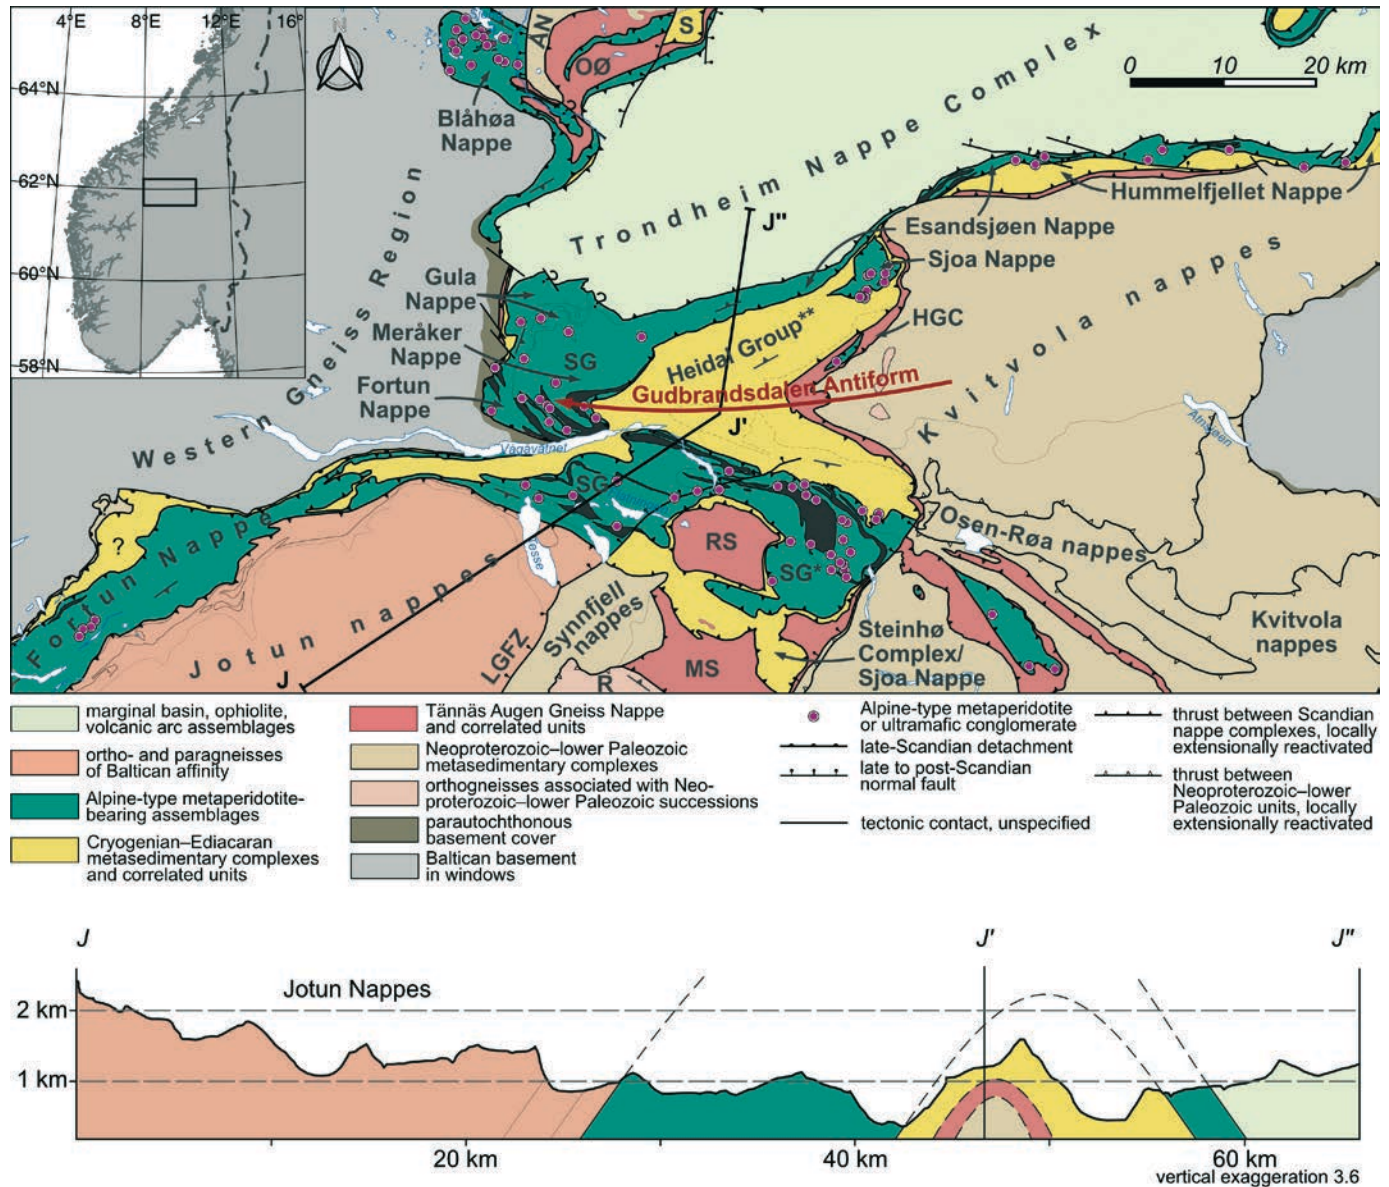 4°E 8°E 12°E 16°
64°N
62°N
60°N
58°N
AN
S
OØ
0 10 20 km
Blåhøa
Nappe
Trondheim Nappe Complex
Hummelfjellet Nappe
Esandsjøen Nappe
Sjoa Nappe
J"
Western Gneiss Region
Gula
Nappe
Meråker
Nappe
Fortun
Nappe
SG
Heidal Group**
HGC
Gudbrandsdalen Antiform
Kvitvola nappes
J'
Vågåvatnet
Atnsjøen
SG
?
Fortun Nappe
Jotun nappes
Tesse
RS
SG*
Osen-Røa nappes
Synnfjell
nappes
LGFZ
J
R
MS
Steinhø
Complex/
Sjoa Nappe
Kvitvola
nappes
marginal basin, ophiolite,
volcanic arc assemblages
ortho- and paragneisses
of Baltican affinity
Alpine-type metaperidotite-
bearing assemblages
Cryogenian–Ediacaran
metasedimentary complexes
and correlated units
Tännäs Augen Gneiss Nappe
and correlated units
Neoproterozoic–lower Paleozoic
metasedimentary complexes
orthogneisses associated with Neo-
proterozoic–lower Paleozoic successions
parautochthonous
basement cover
Baltican basement
in windows
Alpine-type metaperidotite
or ultramafic conglomerate
late-Scandian detachment
late to post-Scandian
normal fault
tectonic contact, unspecified
thrust between Scandian
nappe complexes, locally
extensionally reactivated
thrust between
Neoproterozoic–lower
Paleozoic units, locally
extensionally reactivated
J J' J"
Jotun Nappes
2 km
1 km
20 km 40 km 60 km
vertical exaggeration 3.6